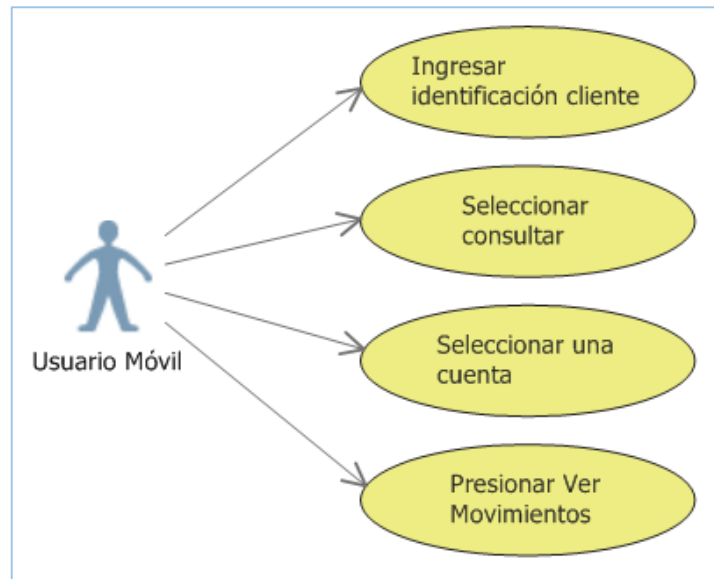 Ingresar
identificación cliente
Seleccionar
consultar
Usuario Móvil
Seleccionar una
cuenta
Presionar Ver
Movimientos